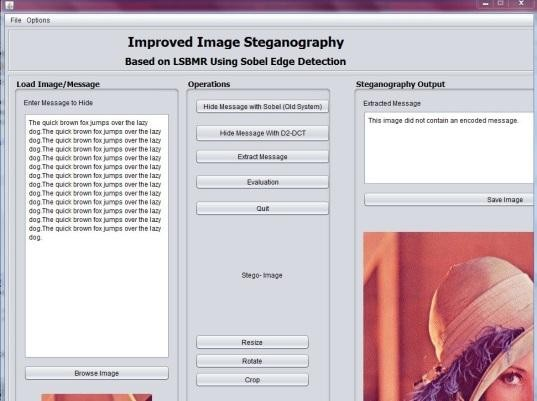 File Options
Improved Image Steganography
Based on LSBMR Using Sobel Edge Detection
Load Image/Message
Enter Message to Hide
The quick brown fox jumps over the lazy
dog.The quick brown fox jumps over the lazy
dog.The quick brown fox jumps over the lazy
dog.The quick brown fox jumps over the lazy
dog.The quick brown fox jumps over the lazy
dog.The quick brown fox jumps over the lazy
dog.The quick brown fox jumps over the lazy
dog.The quick brown fox jumps over the lazy
dog.The quick brown fox jumps over the lazy
dog.The quick brown fox jumps over the lazy
dog.The quick brown fox jumps over the lazy
dog.The quick brown fox jumps over the lazy
dog.
Browse Image
Operations
Hide Message with Sobel (Old System)
Hide Message With D2-DCT
Extract Message
Evaluation
Quit
Stego- Image
Resize
Rotate
Crop
Steganography Output
Extracted Message
This image did not contain an encoded message.
Save Image